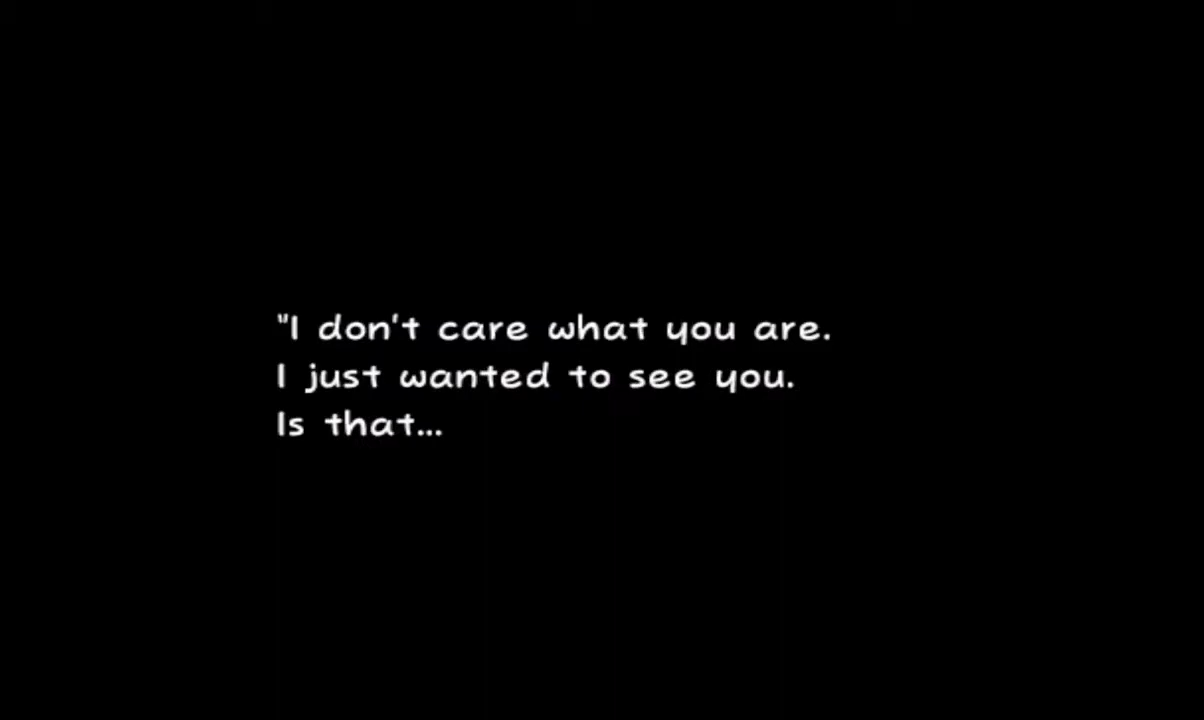 "I don't care what you are.
I just wanted to see you.
Is that...